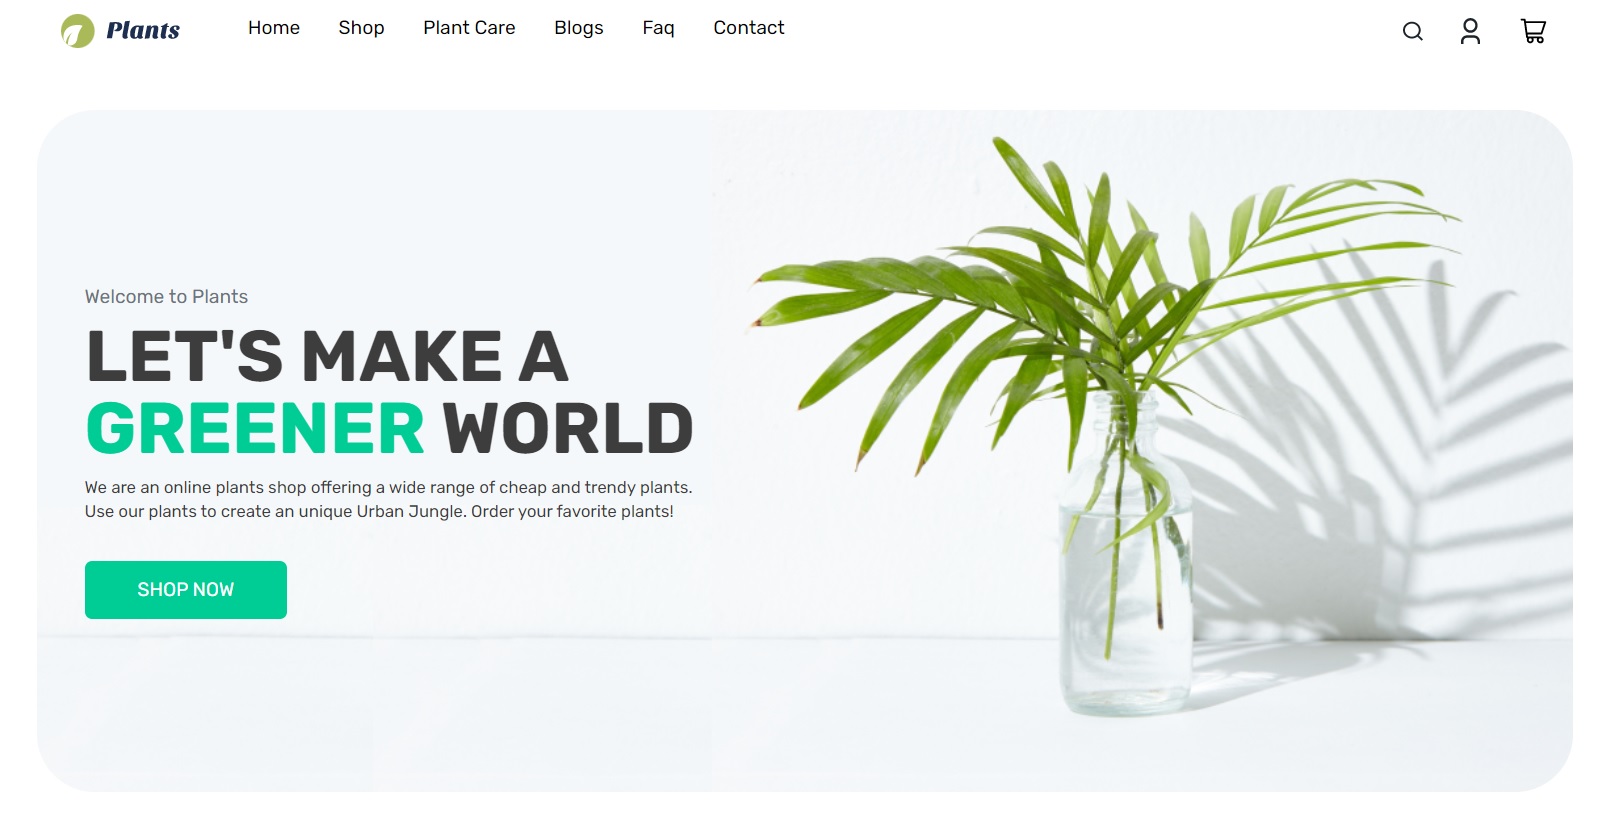 Plants
Home Shop Plant Care Blogs Faq Contact
Welcome to Plants
LET'S MAKE A
GREENER WORLD
We are an online plants shop offering a wide range of cheap and trendy plants.
Use our plants to create an unique Urban Jungle. Order your favorite plants!
SHOP NOW